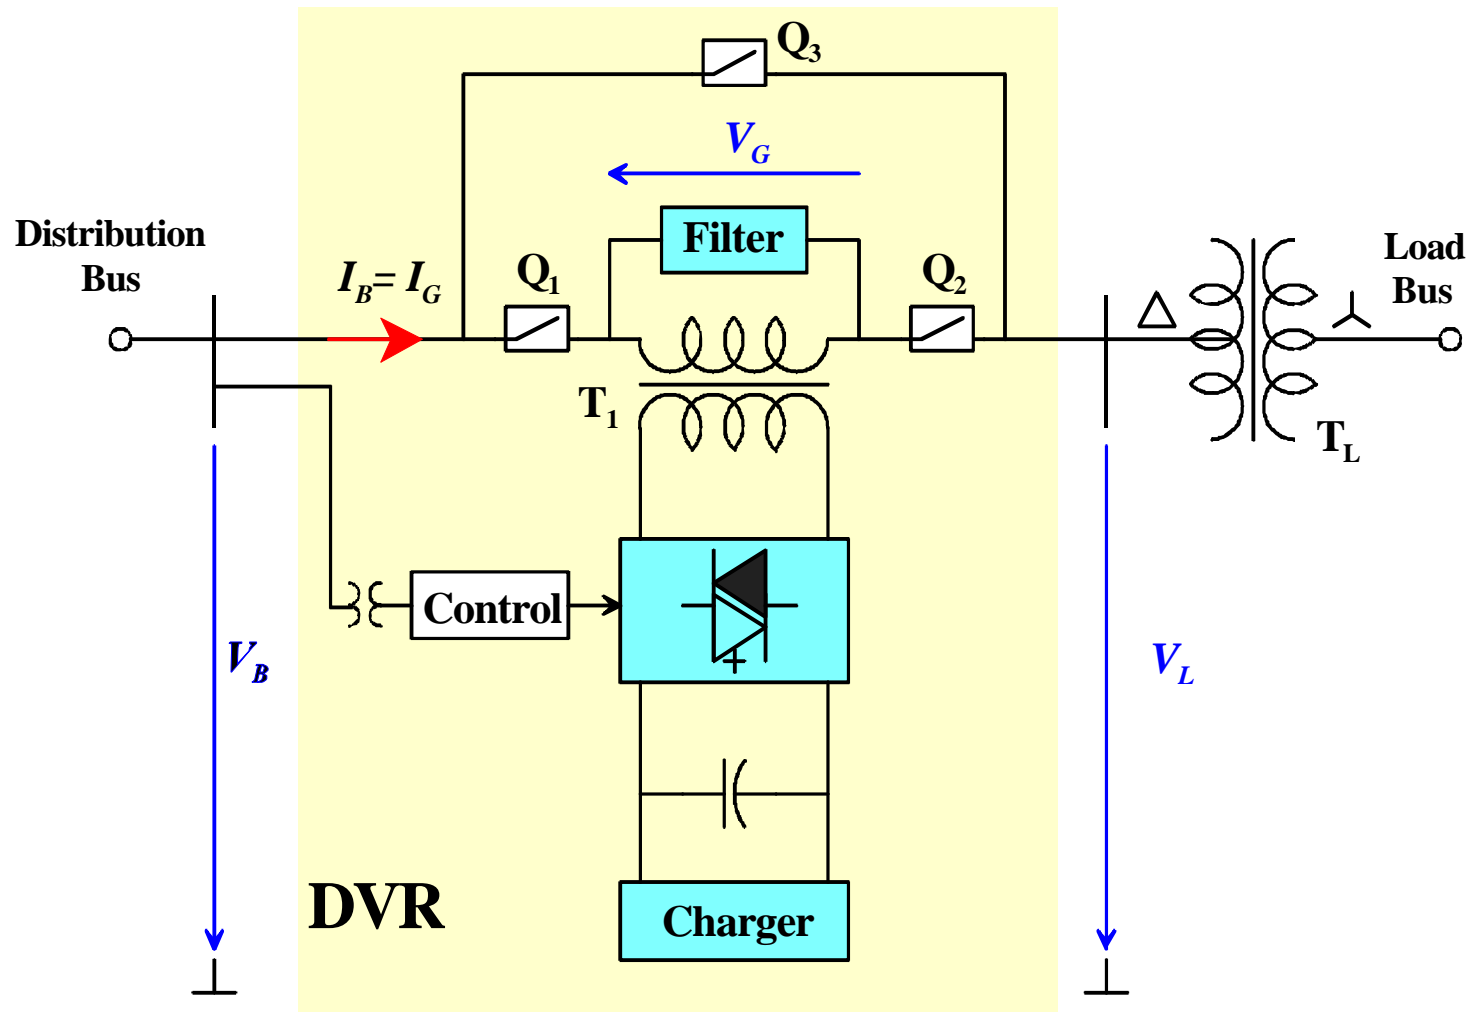 Q3
VG
Distribution
Bus
Filter
Load
Bus
IB= IG
Q1
Q2
T1
TL
Control
VB
VL
DVR
Charger